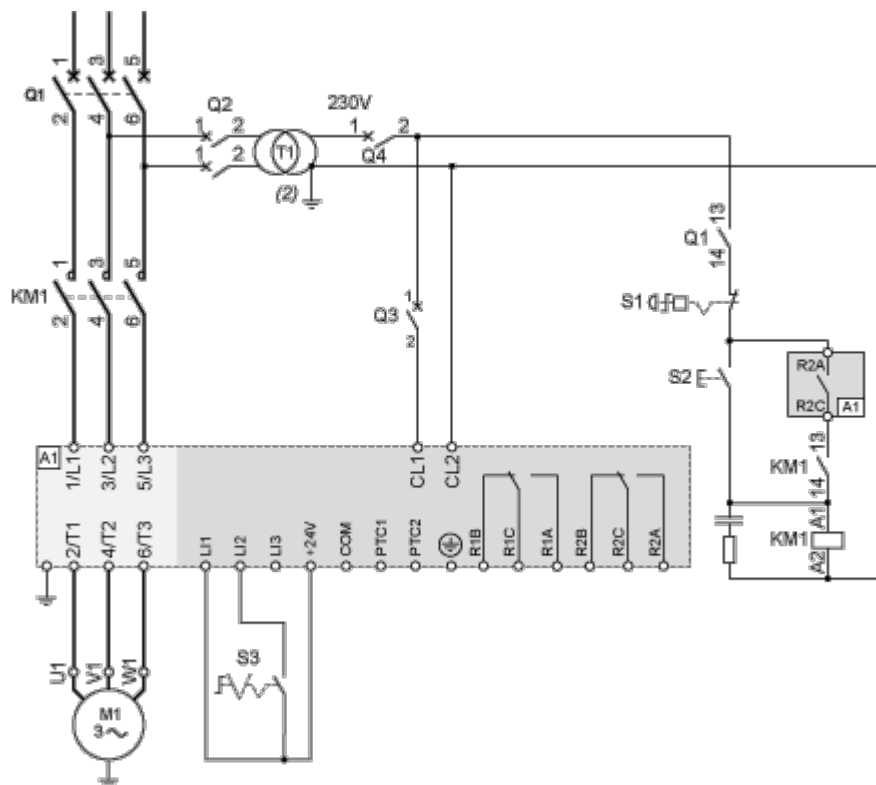 1 3 5
Q1
2 4 6
Q2
1 2
1 2
T1
(2)
230V
1 2
Q4
1 3 5
KM1
2 4 6
1
Q3
2
Q1
13
14
S1
S2
R2A
R2C
A1
13
KM1
14
A1
KM1
A2
A1
1/L1 3/L2 5/L3 CL1 CL2
2/T1 4/T2 6/T3 LI1 LI2 LI3 +24V COM PTC1 PTC2 R1B R1C R1A R2B R2C R2A
S3
U1 V1 W1
M1
3 ~